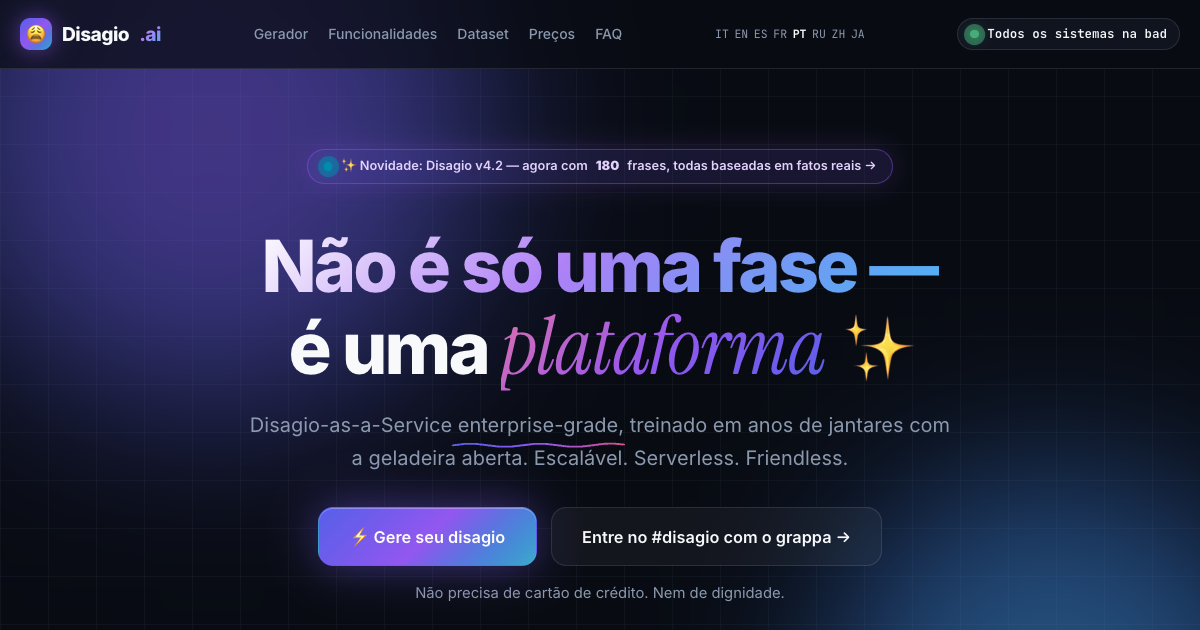 Disagio .ai
Gerador Funcionalidades Dataset Preços FAQ
IT EN ES FR PT RU ZH JA
Todos os sistemas na bad
✨ Novidade: Disagio v4.2 — agora com 180 frases, todas baseadas em fatos reais →
Não é só uma fase —
é uma plataforma ✨
Disagio-as-a-Service enterprise-grade, treinado em anos de jantares com
a geladeira aberta. Escalável. Serverless. Friendless.
⚡ Gere seu disagio
Entre no #disagio com o grappa →
Não precisa de cartão de crédito. Nem de dignidade.